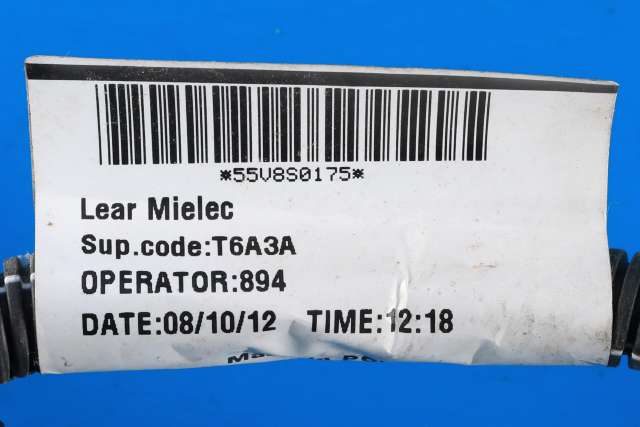 *55V8S0175*
Lear Mielec
Sup.code:T6A3A
OPERATOR:894
DATE:08/10/12 TIME:12:18